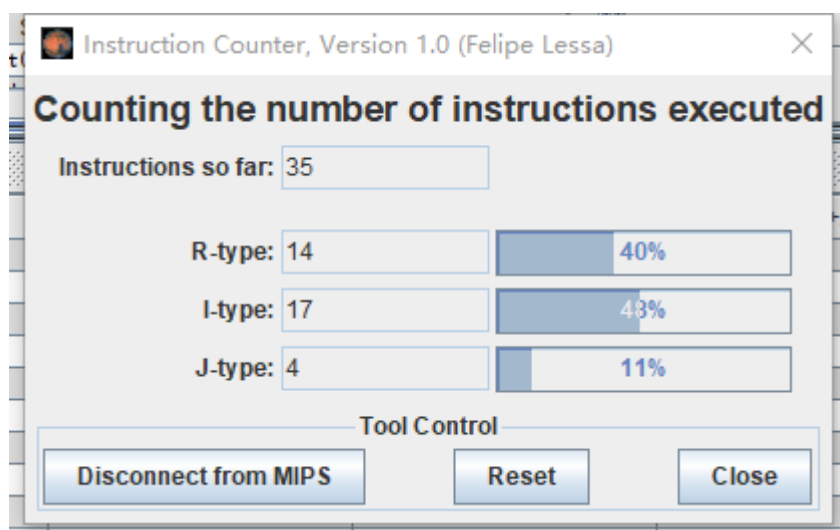 Instruction Counter, Version 1.0 (Felipe Lessa)
Counting the number of instructions executed
Instructions so far: 35
R-type: 14 40%
I-type: 17 48%
J-type: 4 11%
Tool Control
Disconnect from MIPS Reset Close